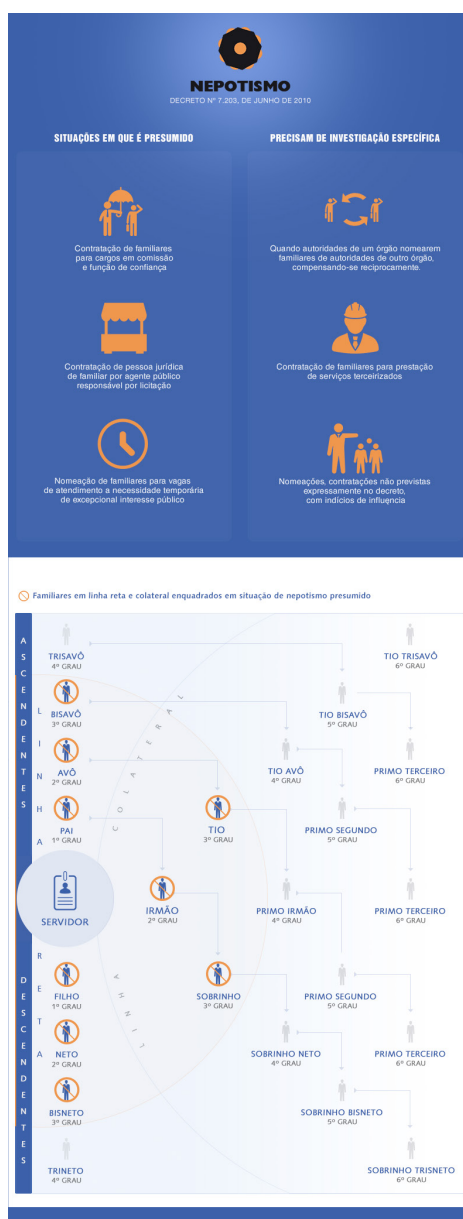 NEPOTISMO
DECRETO Nº 7.203, DE JUNHO DE 2010
SITUAÇÕES EM QUE É PRESUMIDO
Contratação de familiares
para cargos em comissão
e função de confiança
Contratação de pessoa jurídica
de familiar por agente público
responsável por licitação
Nomeação de familiares para vagas
de atendimento a necessidade temporária
de excepcional interesse público
PRECISAM DE INVESTIGAÇÃO ESPECÍFICA
Quando autoridades de um órgão nomearem
familiares de autoridades de outro órgão,
compensando-se reciprocamente.
Contratação de familiares para prestação
de serviços terceirizados
Nomeações, contratações não previstas
expressamente no decreto,
com indícios de influência
Familiares em linha reta e colateral enquadrados em situação de nepotismo presumido
ASCENDENTES
DESCENDENTES
LINHA RETA
LINHA COLATERAL
TRISAVÔ
4º GRAU
TIO TRISAVÔ
6º GRAU
BISAVÔ
3º GRAU
TIO BISAVÔ
5º GRAU
AVÔ
2º GRAU
TIO AVÔ
4º GRAU
PRIMO TERCEIRO
6º GRAU
PAI
1º GRAU
TIO
3º GRAU
PRIMO SEGUNDO
5º GRAU
SERVIDOR
IRMÃO
2º GRAU
PRIMO IRMÃO
4º GRAU
PRIMO TERCEIRO
6º GRAU
FILHO
1º GRAU
SOBRINHO
3º GRAU
PRIMO SEGUNDO
5º GRAU
NETO
2º GRAU
SOBRINHO NETO
4º GRAU
PRIMO TERCEIRO
6º GRAU
BISNETO
3º GRAU
SOBRINHO BISNETO
5º GRAU
TRINETO
4º GRAU
SOBRINHO TRISNETO
6º GRAU